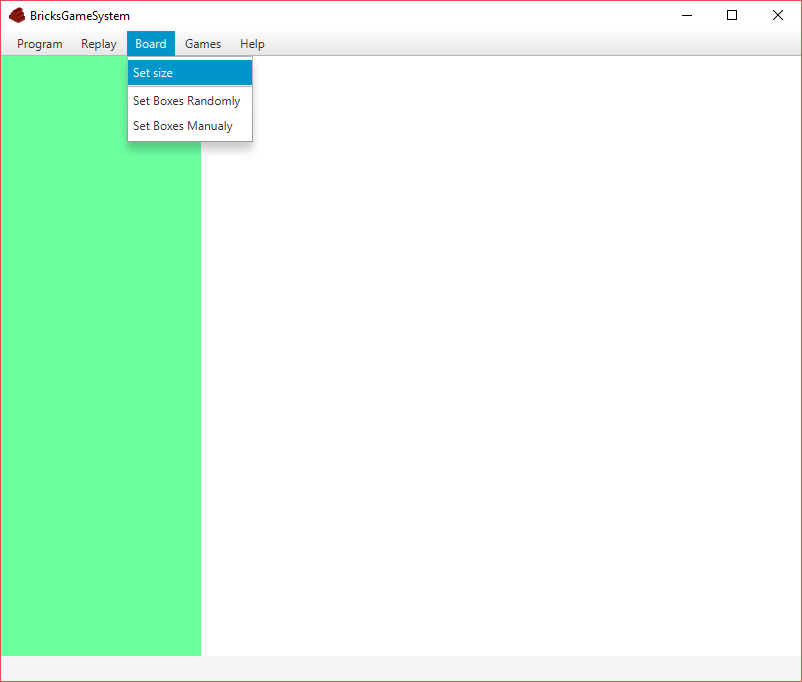 BricksGameSystem
Program Replay Board Games Help
Set size
Set Boxes Randomly
Set Boxes Manualy